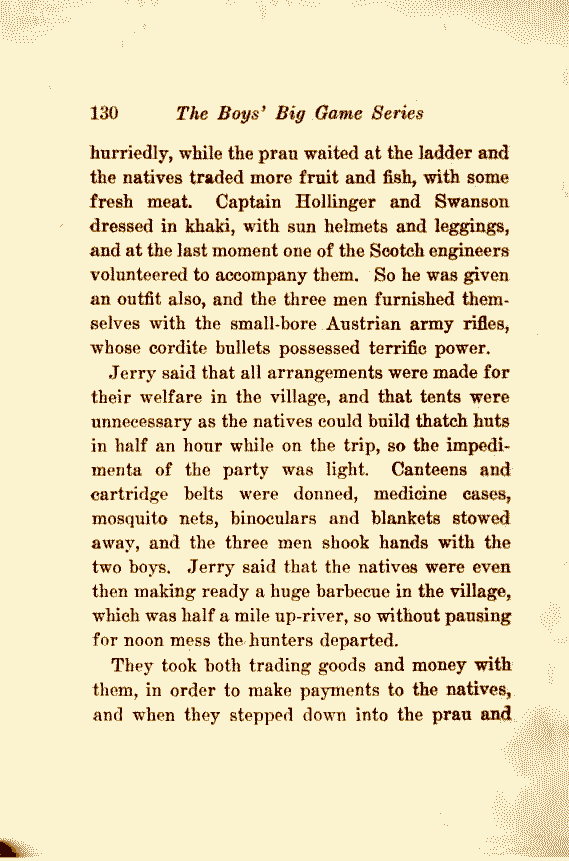 130 The Boys' Big Game Series
hurriedly, while the prau waited at the ladder and
the natives traded more fruit and fish, with some
fresh meat. Captain Hollinger and Swanson
dressed in khaki, with sun helmets and leggings,
and at the last moment one of the Scotch engineers
volunteered to accompany them. So he was given
an outfit also, and the three men furnished them-
selves with the small-bore Austrian army rifles,
whose cordite bullets possessed terrific power.
Jerry said that all arrangements were made for
their welfare in the village, and that tents were
unnecessary as the natives could build thatch huts
in half an hour while on the trip, so the impedi-
menta of the party was light. Canteens and
cartridge belts were donned, medicine cases,
mosquito nets, binoculars and blankets stowed
away, and the three men shook hands with the
two boys. Jerry said that the natives were even
then making ready a huge barbecue in the village,
which was half a mile up-river, so without pausing
for noon mess the hunters departed.
They took both trading goods and money with
them, in order to make payments to the natives,
and when they stepped down into the prau and